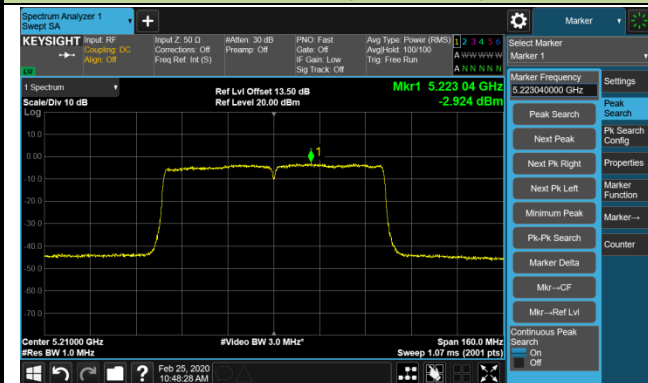 Spectrum Analyzer 1
Swept SA
+
Marker
KEYSIGHT
Input: RF
Coupling: DC
Align: Off
Input Z: 50 Ω
Corrections: Off
Freq Ref: Int (S)
#Atten: 30 dB
Preamp: Off
PNO: Fast
Gate: Off
IF Gain: Low
Sig Track: Off
Avg Type: Power (RMS)
Avg|Hold: 100/100
Trig: Free Run
1 2 3 4 5 6
A W W W W W
A N N N N N
Select Marker
Marker 1
1 Spectrum
Scale/Div 10 dB
Log
Ref Lvl Offset 13.50 dB
Ref Level 20.00 dBm
Mkr1 5.223 04 GHz
-2.924 dBm
10.0
0.00
-10.0
-20.0
-30.0
-40.0
-50.0
-60.0
-70.0
1
Center 5.21000 GHz
#Res BW 1.0 MHz
#Video BW 3.0 MHz*
Span 160.0 MHz
Sweep 1.07 ms (2001 pts)
Marker Frequency
5.223040000 GHz
Peak Search
Next Peak
Next Pk Right
Next Pk Left
Minimum Peak
Pk-Pk Search
Marker Delta
Mkr→CF
Mkr→Ref Lvl
Continuous Peak
Search
On
Off
Settings
Peak
Search
Pk Search
Config
Properties
Marker
Function
Marker→
Counter
?
Feb 25, 2020
10:48:28 AM